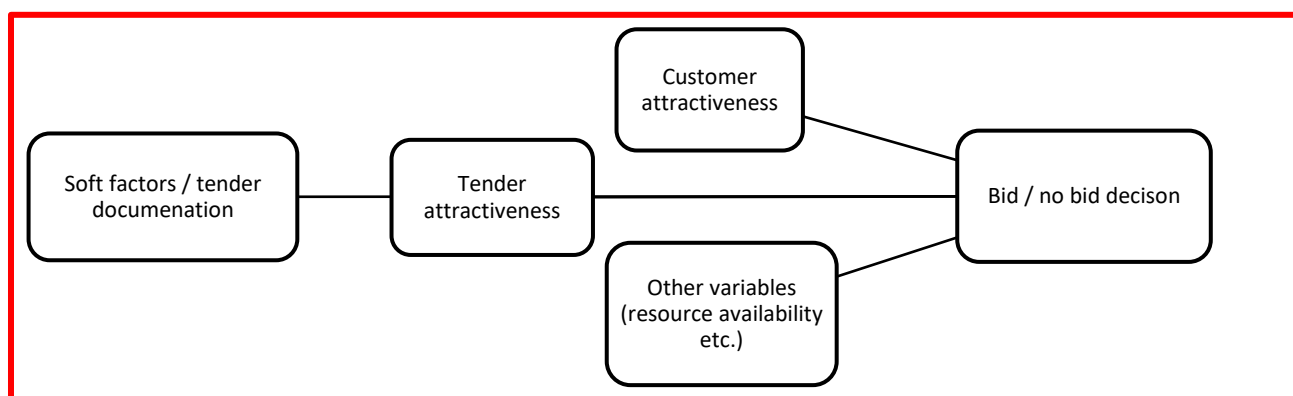 Customer
attractiveness
Soft factors / tender
documenation
Tender
attractiveness
Bid / no bid decison
Other variables
(resource availability
etc.)